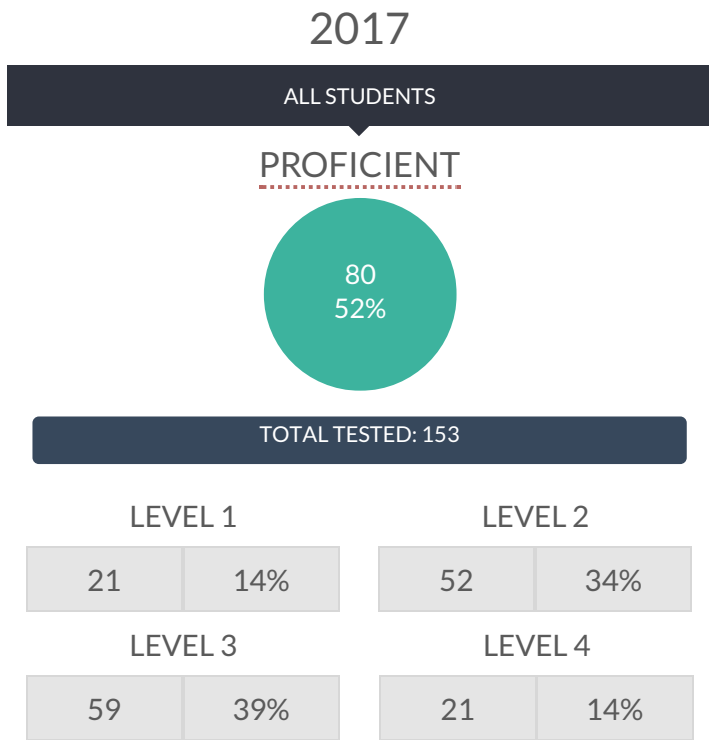 2017
ALL STUDENTS
PROFICIENT
80
52%
TOTAL TESTED: 153
LEVEL 1 LEVEL 2
21 14% 52 34%
LEVEL 3 LEVEL 4
59 39% 21 14%